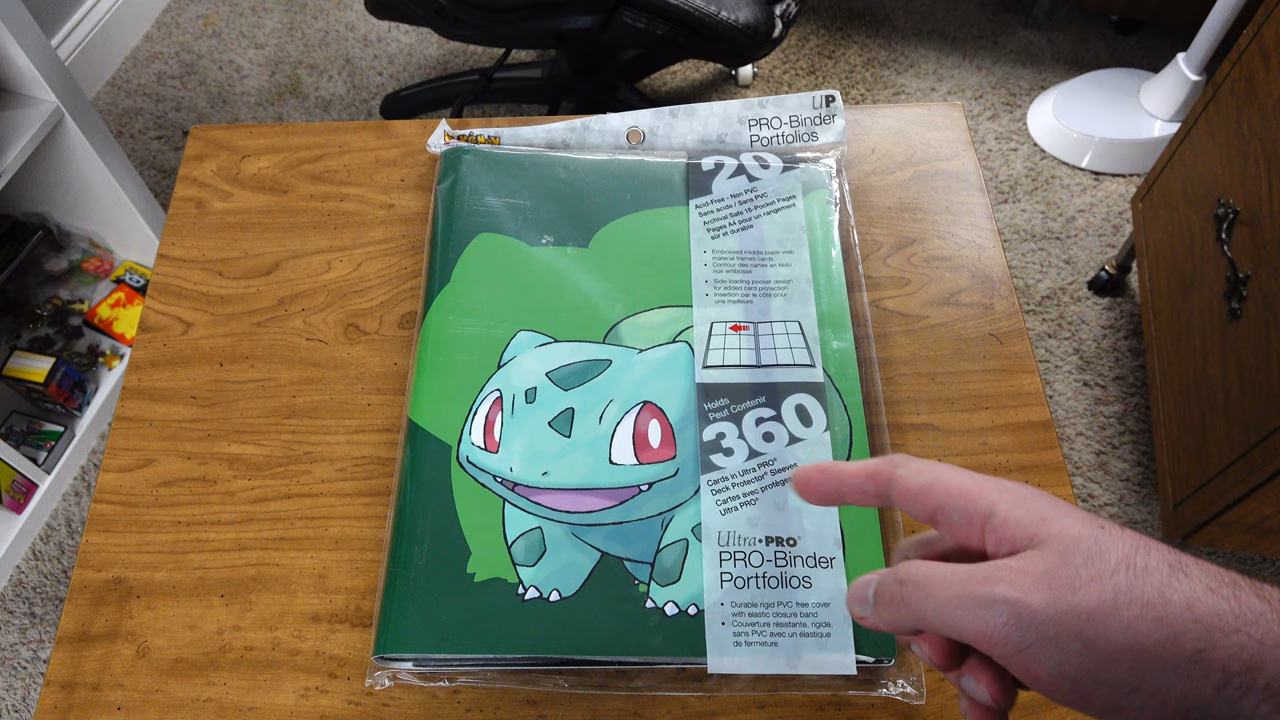 UP
PRO-Binder
Portfolios
Pokémon
20
Acid-Free - Non PVC
Sans acide / Sans PVC
Archival Safe 18-Pocket Pages
Pages A4 pour un rangement
sûr et durable
• Embossed middle black web
material frames cards
• Contour des cartes en tissu
noir embossé
• Side-loading pocket design
for added card protection
• Insertion par le côté pour
une meilleure
Holds
Peut Contenir
360
Cards in Ultra PRO®
Deck Protector® Sleeves
Cartes avec protège
Ultra PRO®
Ultra•PRO®
PRO-Binder
Portfolios
• Durable rigid PVC free cover
with elastic closure band
• Couverture résistante, rigide,
sans PVC avec un élastique
de fermeture